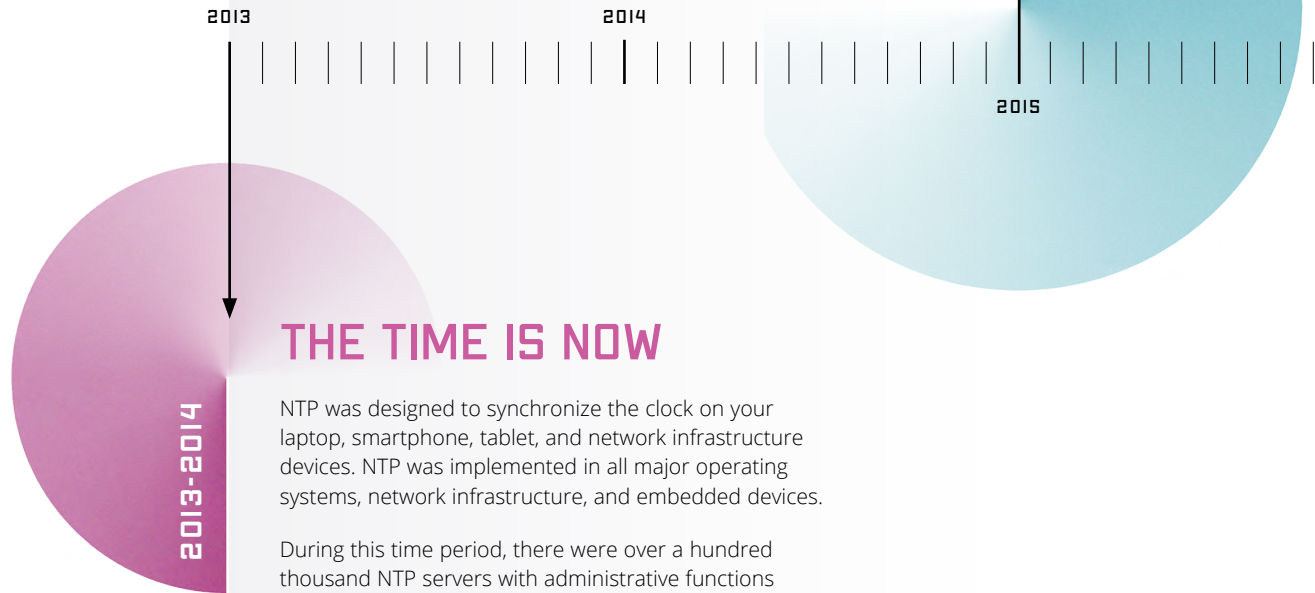 2013
2014
2015
THE TIME IS NOW
2013-2014
NTP was designed to synchronize the clock on your
laptop, smartphone, tablet, and network infrastructure
devices. NTP was implemented in all major operating
systems, network infrastructure, and embedded devices.
During this time period, there were over a hundred
thousand NTP servers with administrative functions